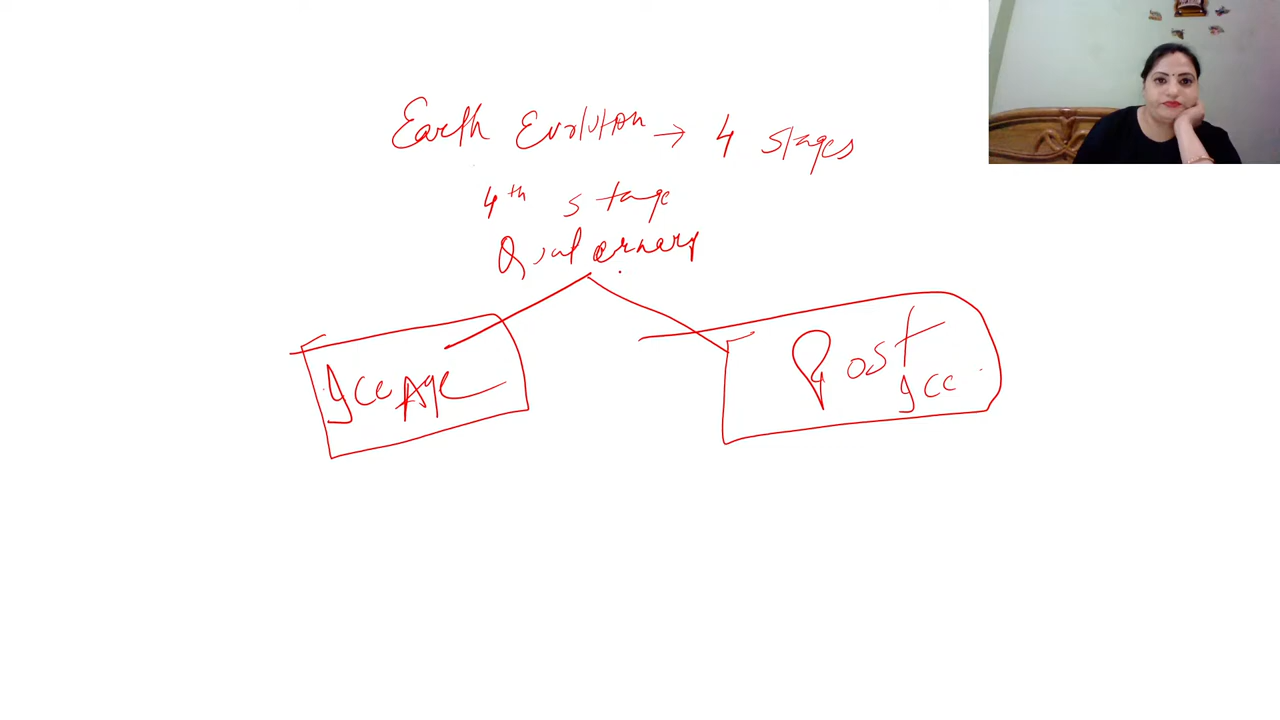 Earth Evolution → 4 stages
4th stage
Quaternary
Ice Age
Post Ice